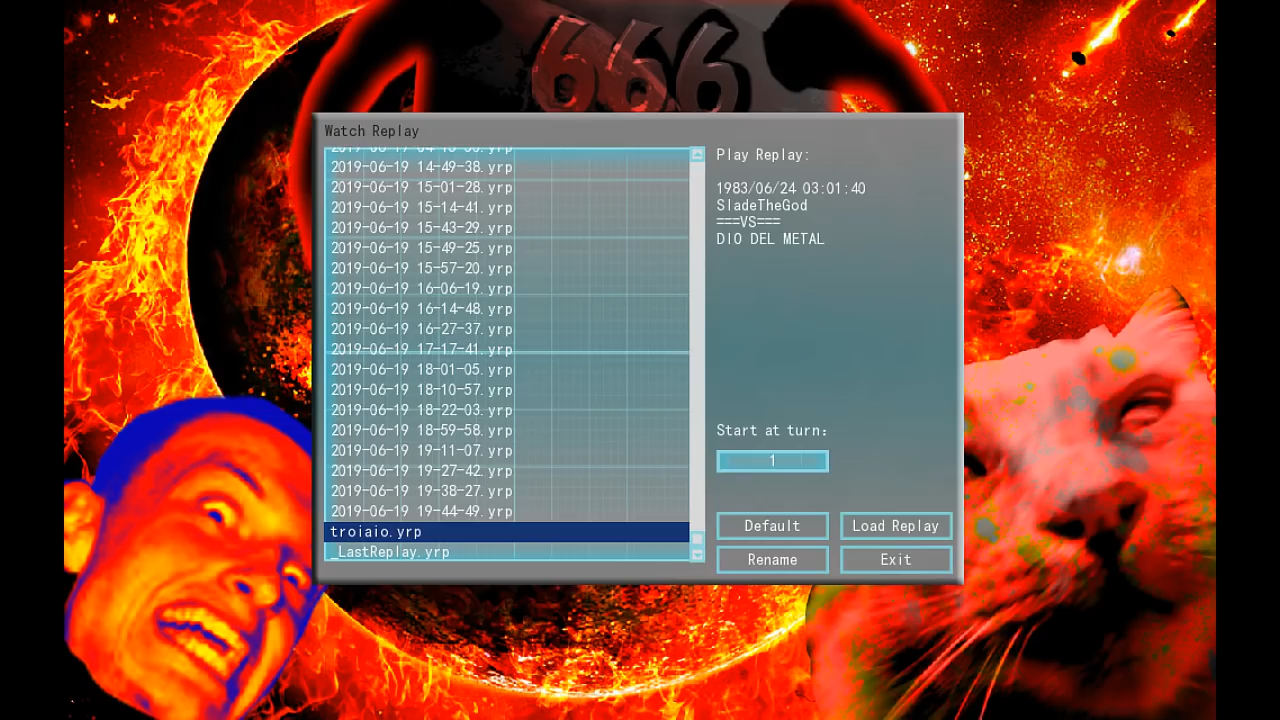 666
Watch Replay
2019-06-19 14-49-38.yrp
2019-06-19 15-01-28.yrp
2019-06-19 15-14-41.yrp
2019-06-19 15-43-29.yrp
2019-06-19 15-49-25.yrp
2019-06-19 15-57-20.yrp
2019-06-19 16-06-19.yrp
2019-06-19 16-14-48.yrp
2019-06-19 16-27-37.yrp
2019-06-19 17-17-41.yrp
2019-06-19 18-01-05.yrp
2019-06-19 18-10-57.yrp
2019-06-19 18-22-03.yrp
2019-06-19 18-59-58.yrp
2019-06-19 19-11-07.yrp
2019-06-19 19-27-42.yrp
2019-06-19 19-38-27.yrp
2019-06-19 19-44-49.yrp
troiaio.yrp
_LastReplay.yrp
Play Replay:
1983/06/24 03:01:40
SladeTheGod
===VS===
DIO DEL METAL
Start at turn:
1
Default
Load Replay
Rename
Exit